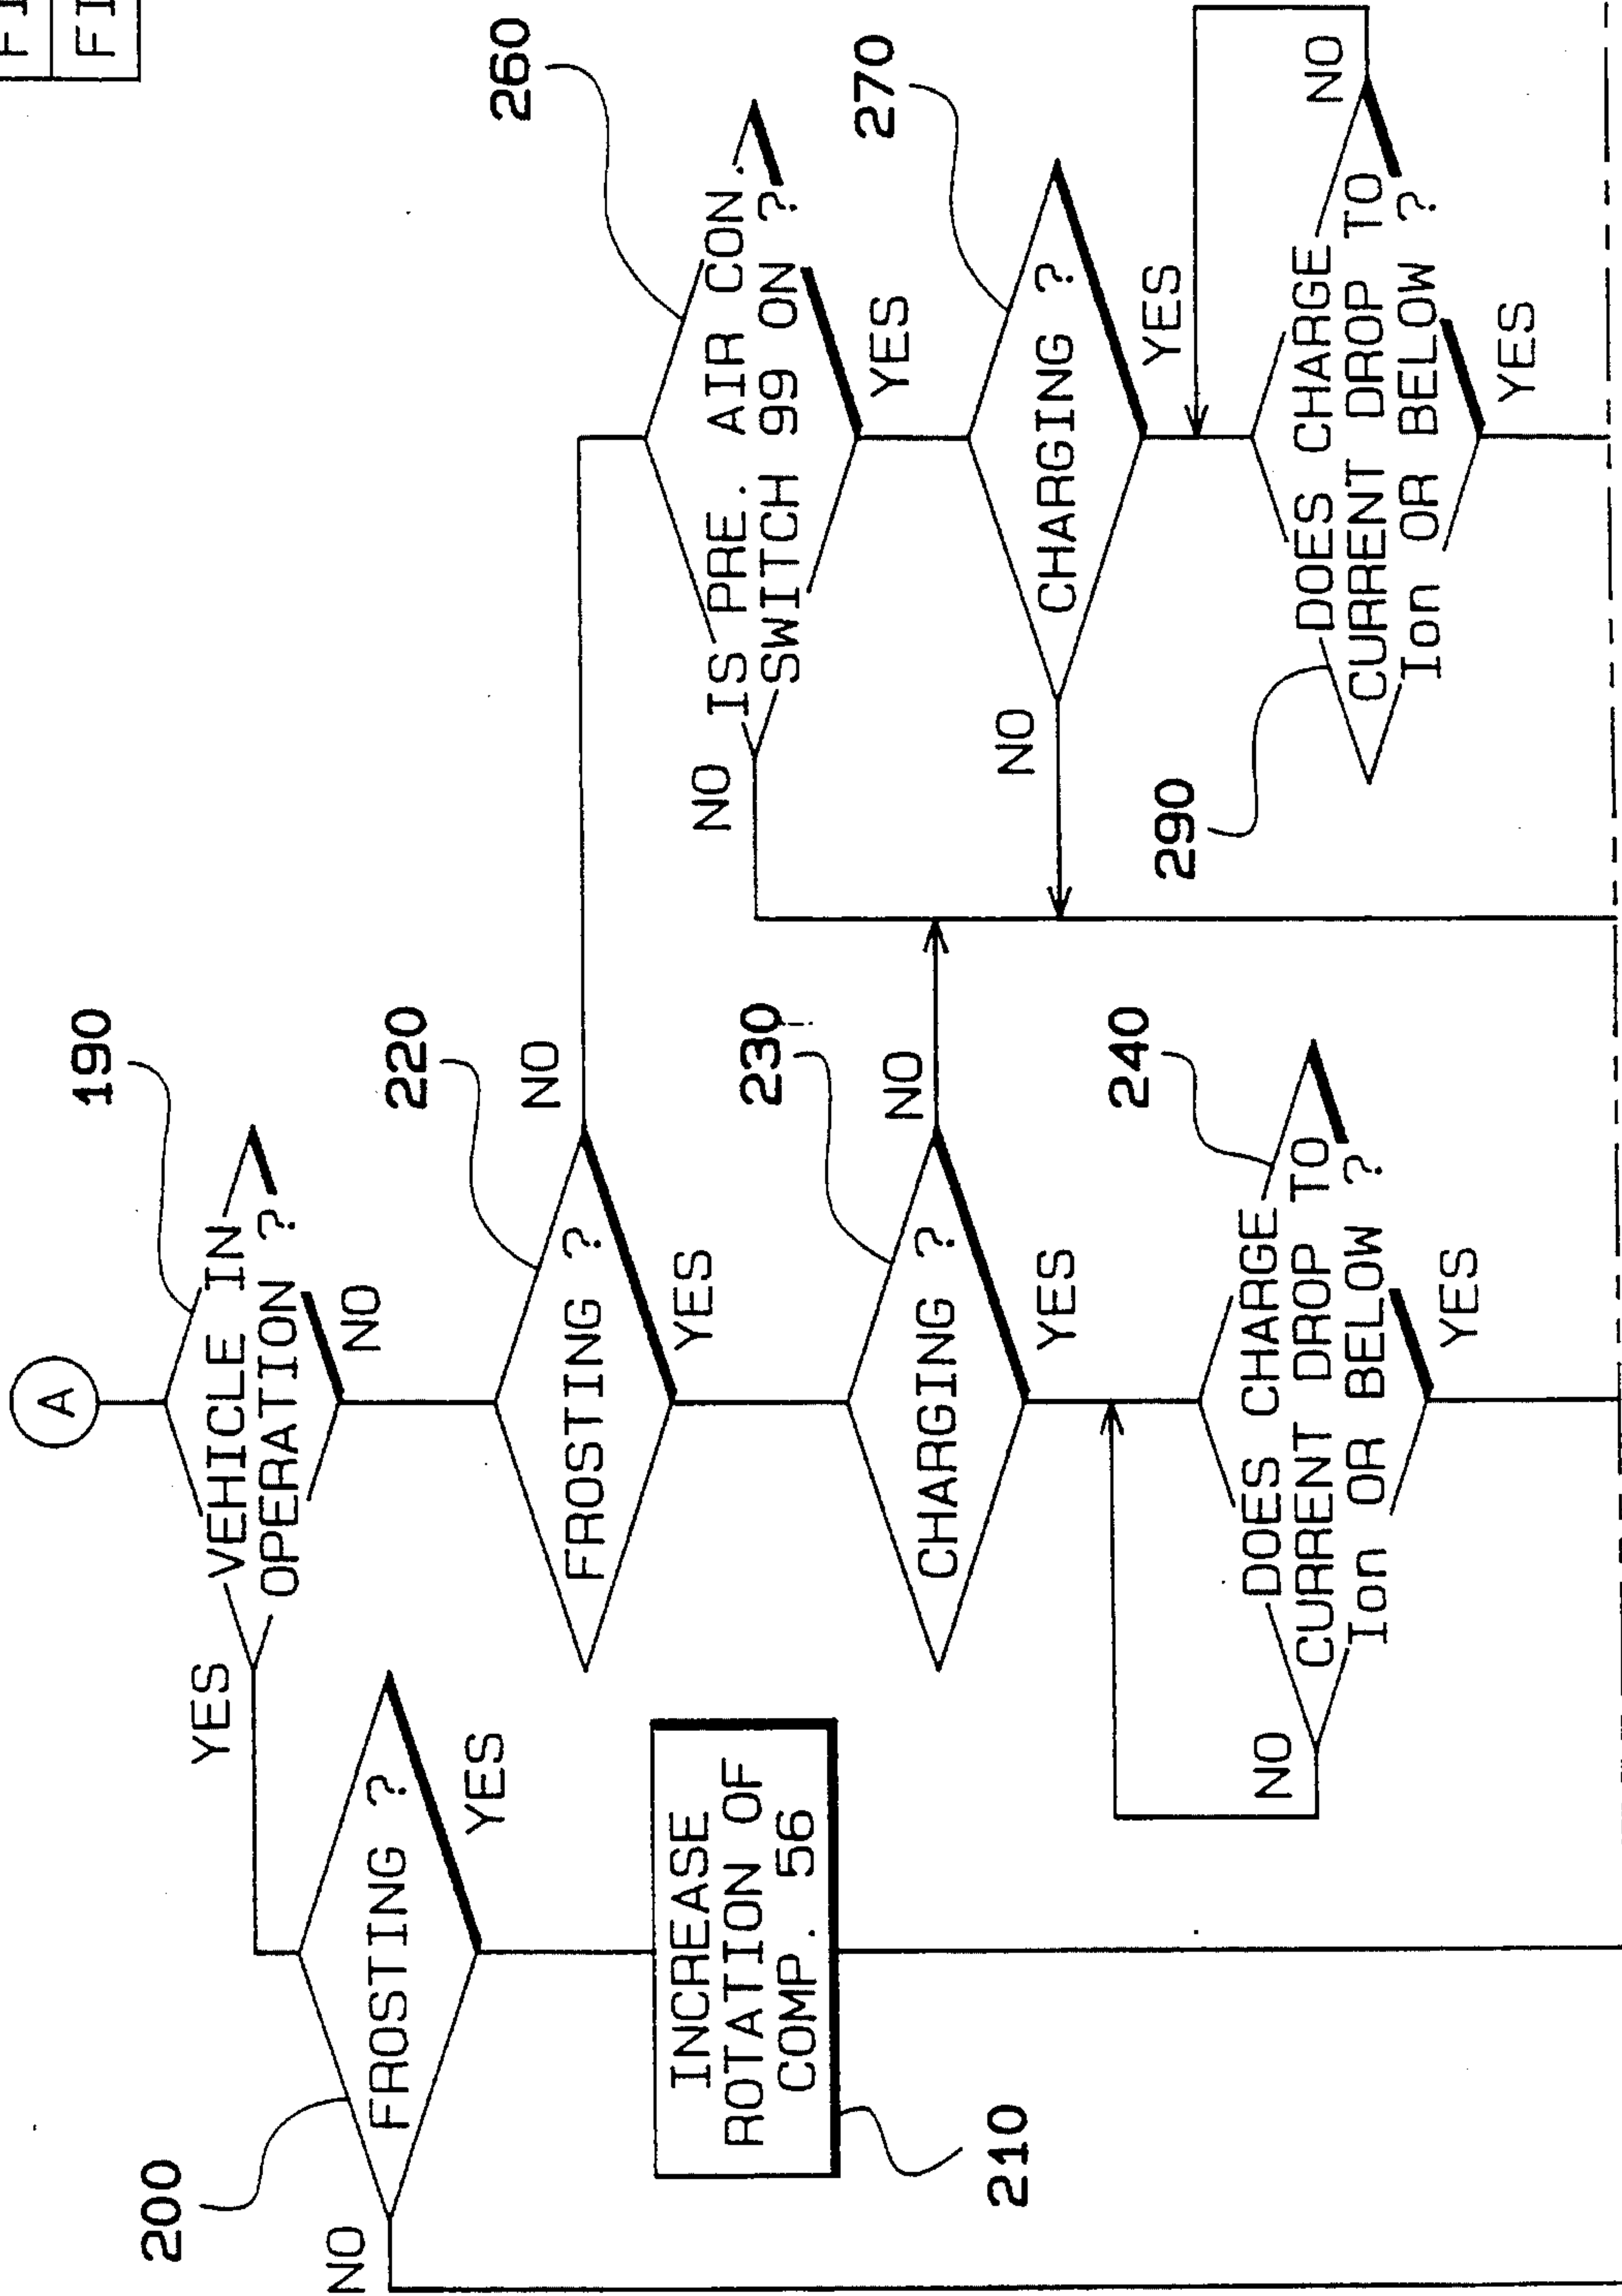 FI
FI
A
190
VEHICLE IN
OPERATION ?
YES
NO
200
FROSTING ?
NO
YES
210
INCREASE
ROTATION OF
COMP. 56
220
FROSTING ?
NO
YES
230
CHARGING ?
NO
YES
240
DOES CHARGE
CURRENT DROP TO
Ion OR BELOW ?
NO
YES
260
IS PRE. AIR CON.
SWITCH 99 ON ?
NO
YES
270
CHARGING ?
NO
YES
290
DOES CHARGE
CURRENT DROP TO
Ion OR BELOW ?
NO
YES